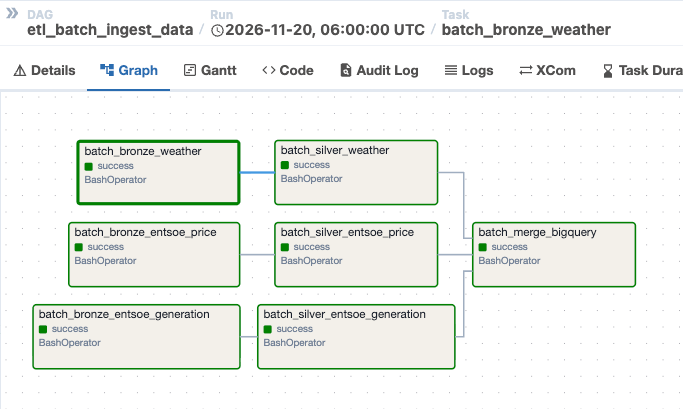 DAG
Run
Task
etl_batch_ingest_data / 2026-11-20, 06:00:00 UTC / batch_bronze_weather
Details
Graph
Gantt
Code
Audit Log
Logs
XCom
Task Dura
batch_bronze_weather
success
BashOperator
batch_silver_weather
success
BashOperator
batch_bronze_entsoe_price
success
BashOperator
batch_silver_entsoe_price
success
BashOperator
batch_merge_bigquery
success
BashOperator
batch_bronze_entsoe_generation
success
BashOperator
batch_silver_entsoe_generation
success
BashOperator